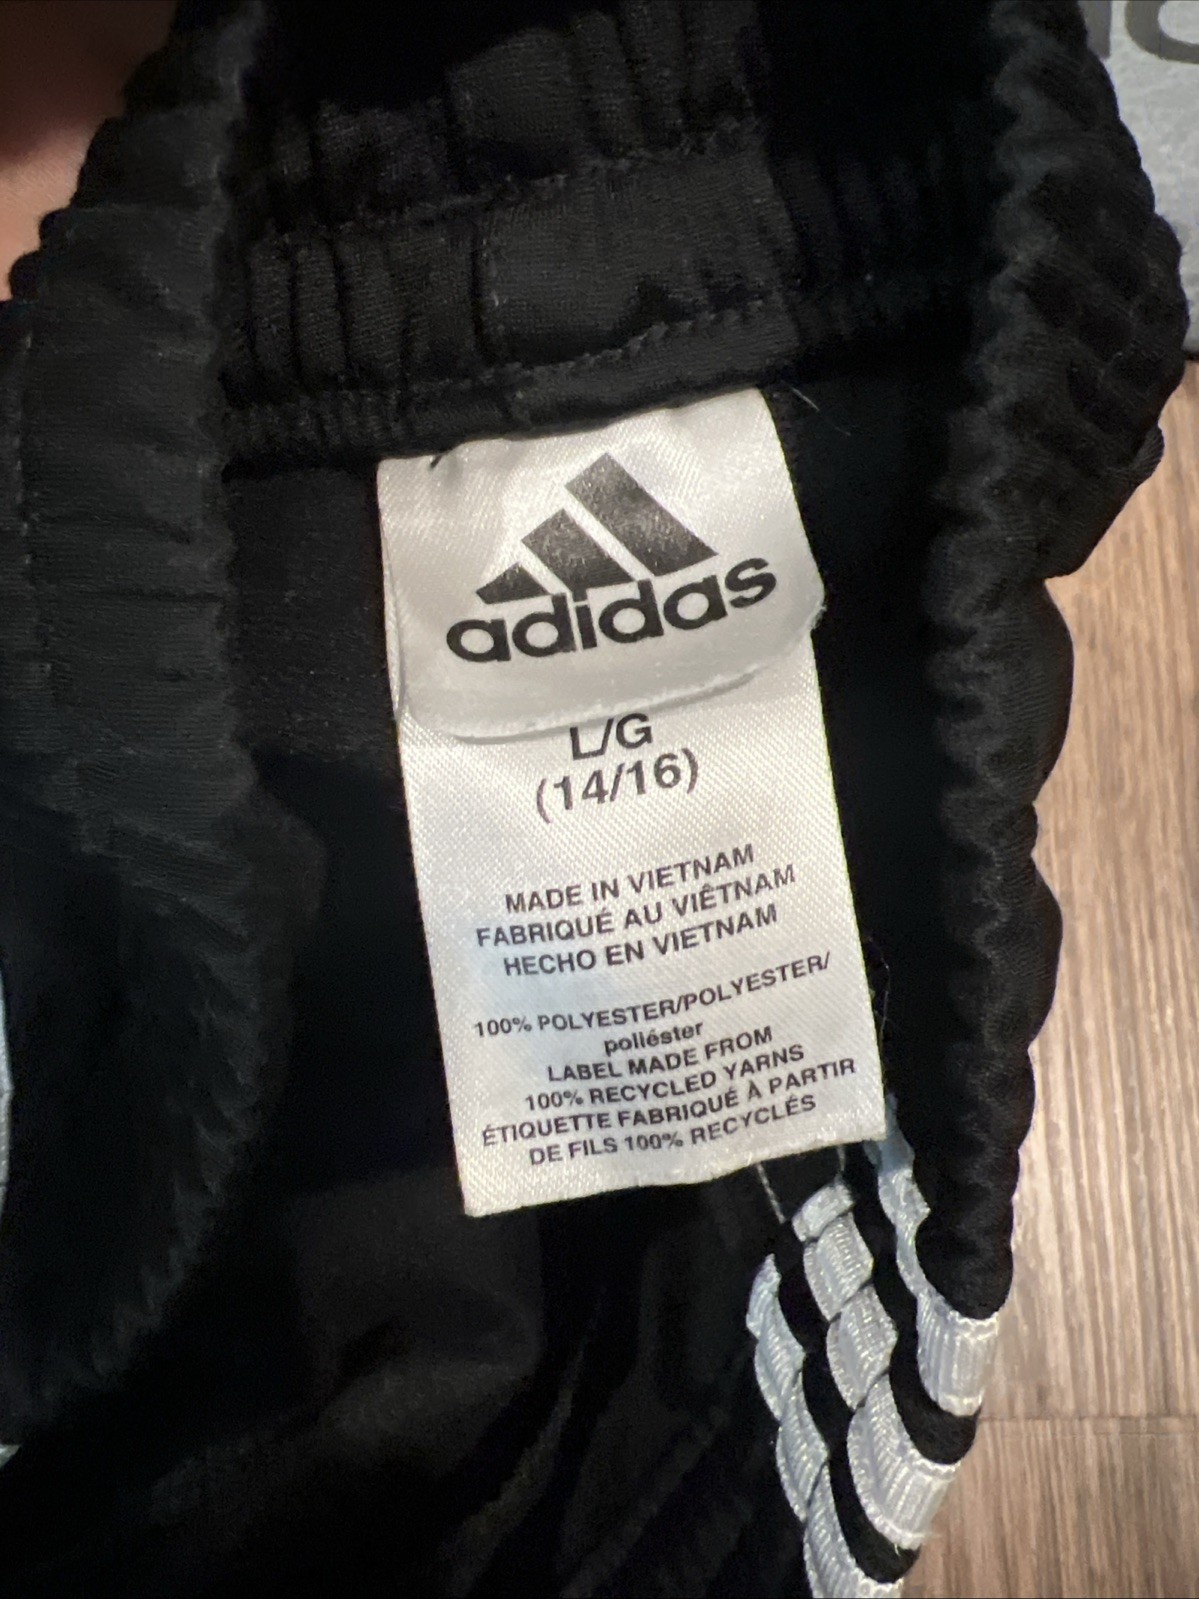 adidas
L/G
(14/16)
MADE IN VIETNAM
FABRIQUÉ AU VIÊTNAM
HECHO EN VIETNAM
100% POLYESTER/POLYESTER/
poliéster
LABEL MADE FROM
100% RECYCLED YARNS
ÉTIQUETTE FABRIQUÉ À PARTIR
DE FILS 100% RECYCLÉS